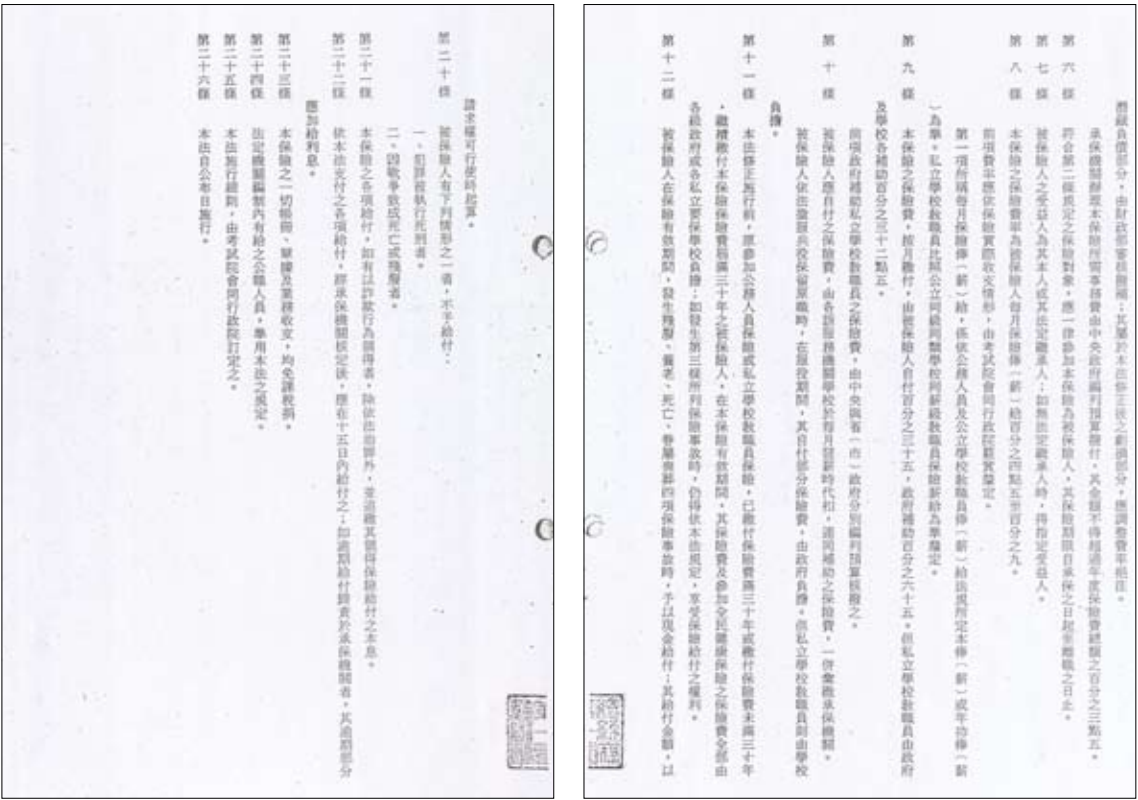 歷屆負債部分，由財政部審核撥補；其屬於本法修正後之虧損部分，應調整費率挹注。
承保機關辦理本保險所需事務費由中央政府編列預算撥付，其金額不得超過年度保險費總額之百分之三點五。
第六條　符合第二條規定之保險對象，應一律參加本保險為被保險人，其保險期限自承保之日起至離職之日止。
第七條　被保險人之受益人為其本人或其法定繼承人；如無法定繼承人時，得指定受益人。
第八條　本保險之保險費率為被保險人每月保險俸（薪）給百分之四點五至百分之九。
前項費率應依保險實際收支情形，由考試院會同行政院覈實釐定。
第一項所稱每月保險俸（薪）給，係依公務人員及公立學校教職員俸（薪）給法規所定本俸（薪）或年功俸（薪
）為準。私立學校教職員比照公立同級同類學校同薪級教職員保險薪給為準釐定。
第九條　本保險之保險費，按月繳付，由被保險人自付百分之三十五，政府補助百分之六十五。但私立學校教職員由政府
及學校各補助百分之三十二點五。
前項政府補助私立學校教職員之保險費，由中央與省（市）政府分別編列預算核撥之。
第十條　被保險人應自付之保險費，由各該服務機關學校於每月發薪時代扣，連同補助之保險費，一併彙繳承保機關。
被保險人依法徵服兵役保留原職時，在服役期間，其自付部分保險費，由政府負擔。但私立學校教職員則由學校
負擔。
第十一條　本法修正施行前，原參加公務人員保險或私立學校教職員保險，已繳付保險費滿三十年或繳付保險費未滿三十年
，繼續繳付本保險保險費屆滿三十年之被保險人，在本保險有效期間，其保險費及參加全民健康保險之保險費全部由
各級政府或各私立要保學校負擔；如發生第三條所列保險事故時，仍得依本法規定，享受保險給付之權利。
第十二條　被保險人在保險有效期間，發生殘廢、養老、死亡、眷屬喪葬四項保險事故時，予以現金給付；其給付金額，以
請求權可行使時起算。
第二十條　被保險人有下列情形之一者，不予給付：
一、犯罪被執行死刑者。
二、因戰爭致成死亡或殘廢者。
第二十一條　本保險之各項給付，如有以詐欺行為領得者，除依法治罪外，並追繳其領得保險給付之本息。
第二十二條　依本法支付之各項給付，經承保機關核定後，應在十五日內給付之；如逾期給付歸責於承保機關者，其逾期部分
應加給利息。
第二十三條　本保險之一切帳冊、單據及業務收支，均免課稅捐。
第二十四條　法定機關編制內有給之公職人員，準用本法之規定。
第二十五條　本法施行細則，由考試院會同行政院訂定之。
第二十六條　本法自公布日施行。